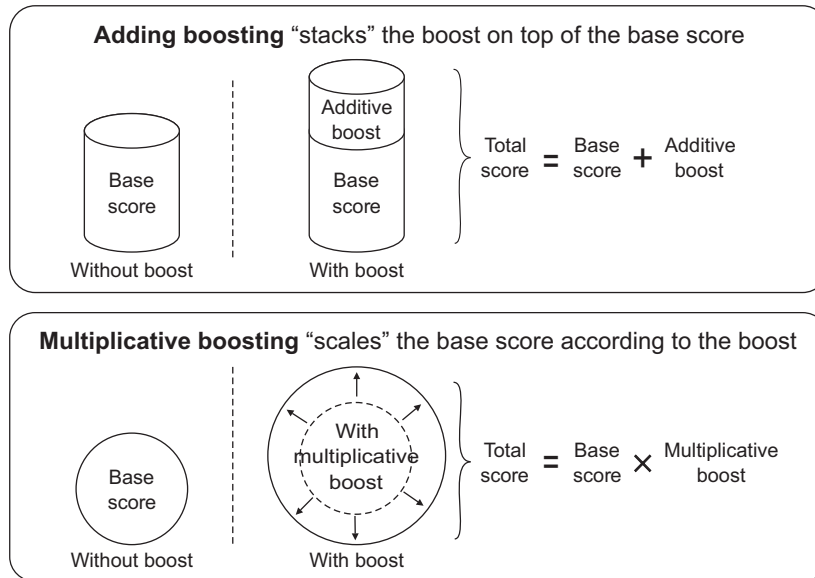 Adding boosting “stacks” the boost on top of the base score
Base
score
Without boost
Additive
boost
Base
score
With boost
Total
score
=
Base
score
+
Additive
boost
Multiplicative boosting “scales” the base score according to the boost
Base
score
Without boost
With
multiplicative
boost
With boost
Total
score
=
Base
score
×
Multiplicative
boost